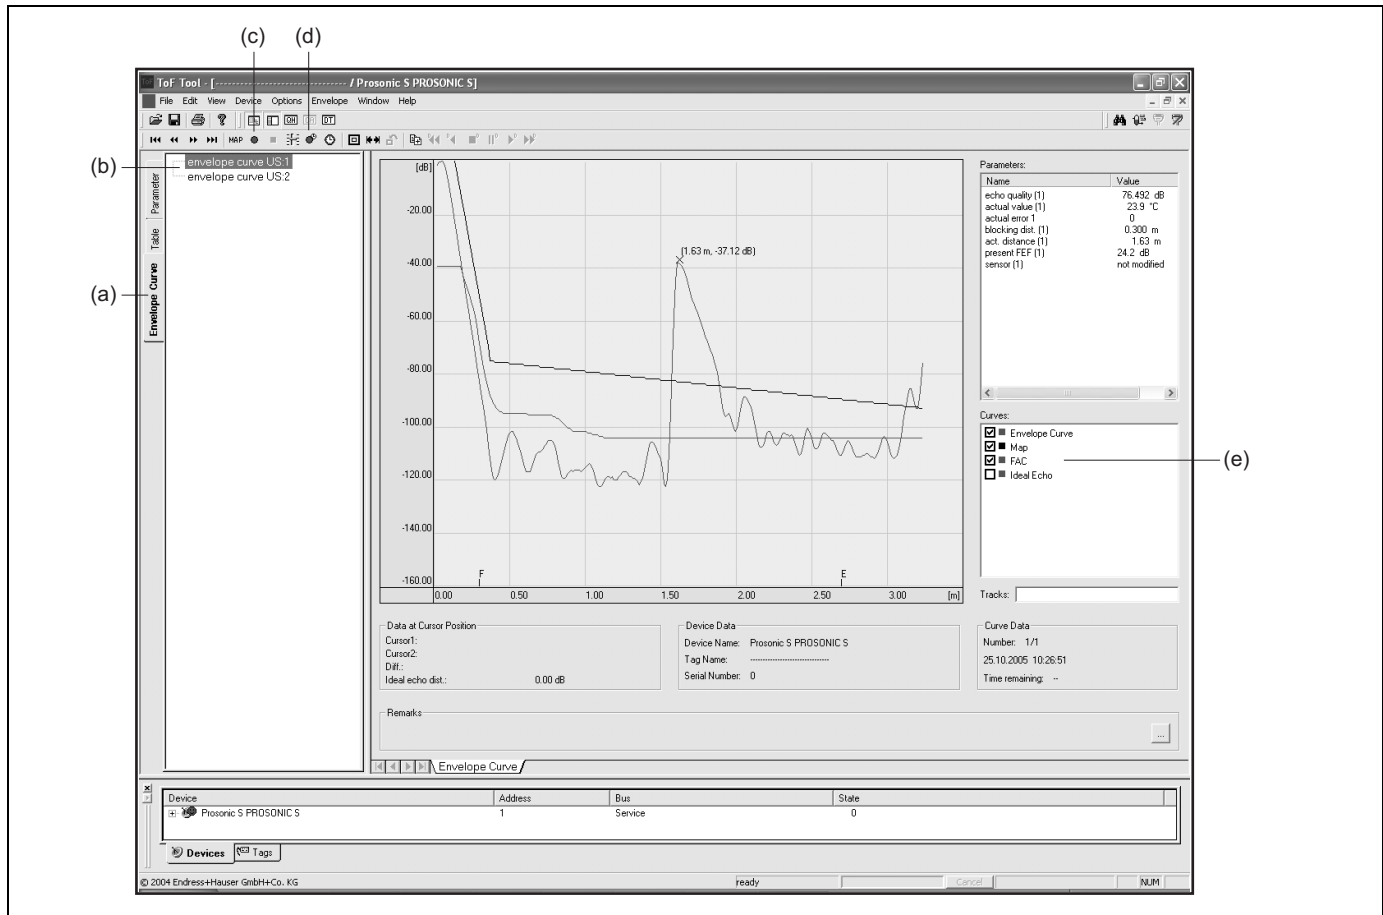 (c) (d)
ToF Tool - [-------------------------------- / Prosonic S PROSONIC S]
File Edit View Device Options Envelope Window Help
MAP
(b)
envelope curve US:1
envelope curve US:2
Parameter
Table
Envelope Curve
(a)
[dB]
-20.00
-40.00
-60.00
-80.00
-100.00
-120.00
-140.00
-160.00
(1.63 m, -37.12 dB)
F
E
0.00 0.50 1.00 1.50 2.00 2.50 3.00 [m]
Parameters:
Name Value
echo quality (1) 76.492 dB
actual value (1) 23.9 °C
actual error 1 0
blocking dist. (1) 0.300 m
act. distance (1) 1.63 m
present FEF (1) 24.2 dB
sensor (1) not modified
Curves:
Envelope Curve
Map
FAC
Ideal Echo
(e)
Tracks:
Data at Cursor Position
Cursor1:
Cursor2:
Diff.:
Ideal echo dist.: 0.00 dB
Device Data
Device Name: Prosonic S PROSONIC S
Tag Name: --------------------------------
Serial Number: 0
Curve Data
Number: 1/1
25.10.2005 10:26:51
Time remaining: --
Remarks
...
Envelope Curve
Device Address Bus State
Prosonic S PROSONIC S 1 Service 0
Devices Tags
© 2004 Endress+Hauser GmbH+Co. KG ready Cancel NUM